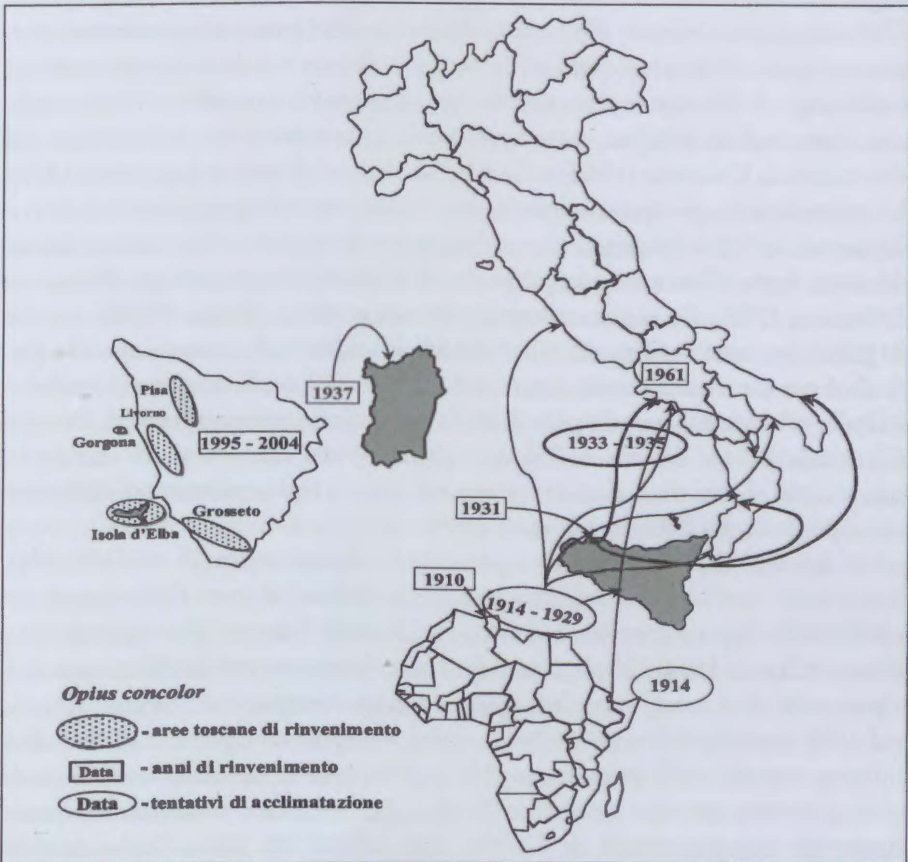 1961
1937
Pisa
1933 - 1935
Livorno
Gorgona
1995 - 2004
1931
Grosseto
Isola d'Elba
1910
1914 - 1929
1914
Opius concolor
- aree toscane di rinvenimento
Data - anni di rinvenimento
Data - tentativi di acclimatazione